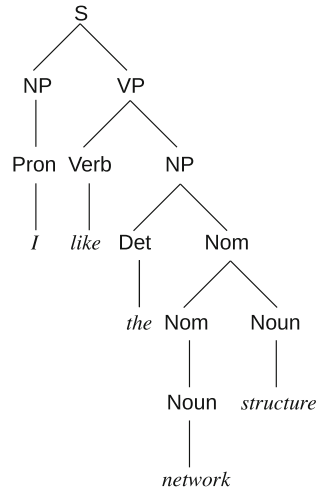 S
NP VP
Pron Verb NP
I like Det Nom
the Nom Noun
Noun structure
network